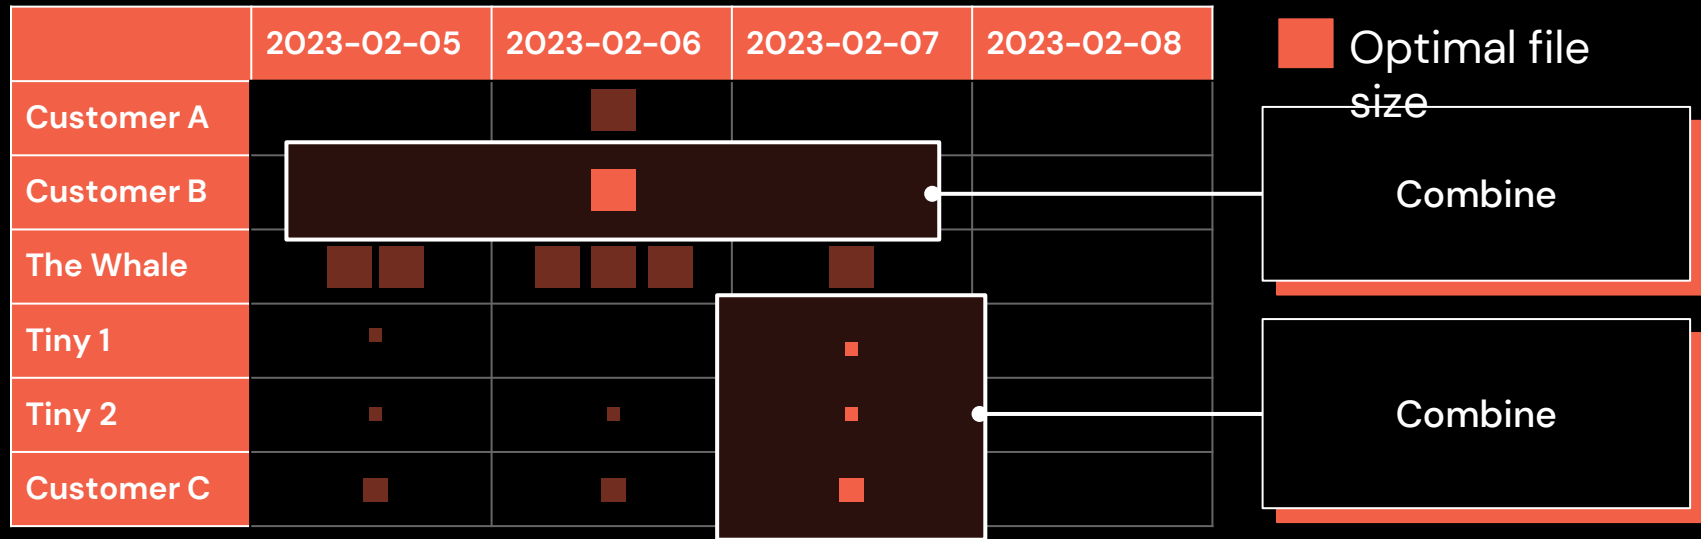 2023-02-05 2023-02-06 2023-02-07 2023-02-08
Optimal file
size
Customer A
Customer B
Combine
The Whale
Tiny 1
Tiny 2
Combine
Customer C